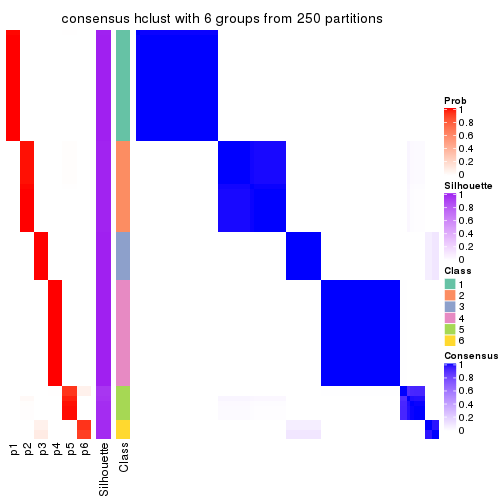 consensus hclust with 6 groups from 250 partitions
Prob
1
0.8
0.6
0.4
0.2
0
Silhouette
1
0.8
0.6
0.4
0.2
0
Class
1
2
3
4
5
6
Consensus
1
0.8
0.6
0.4
0.2
0
p1
p2
p3
p4
p5
p6
Silhouette
Class